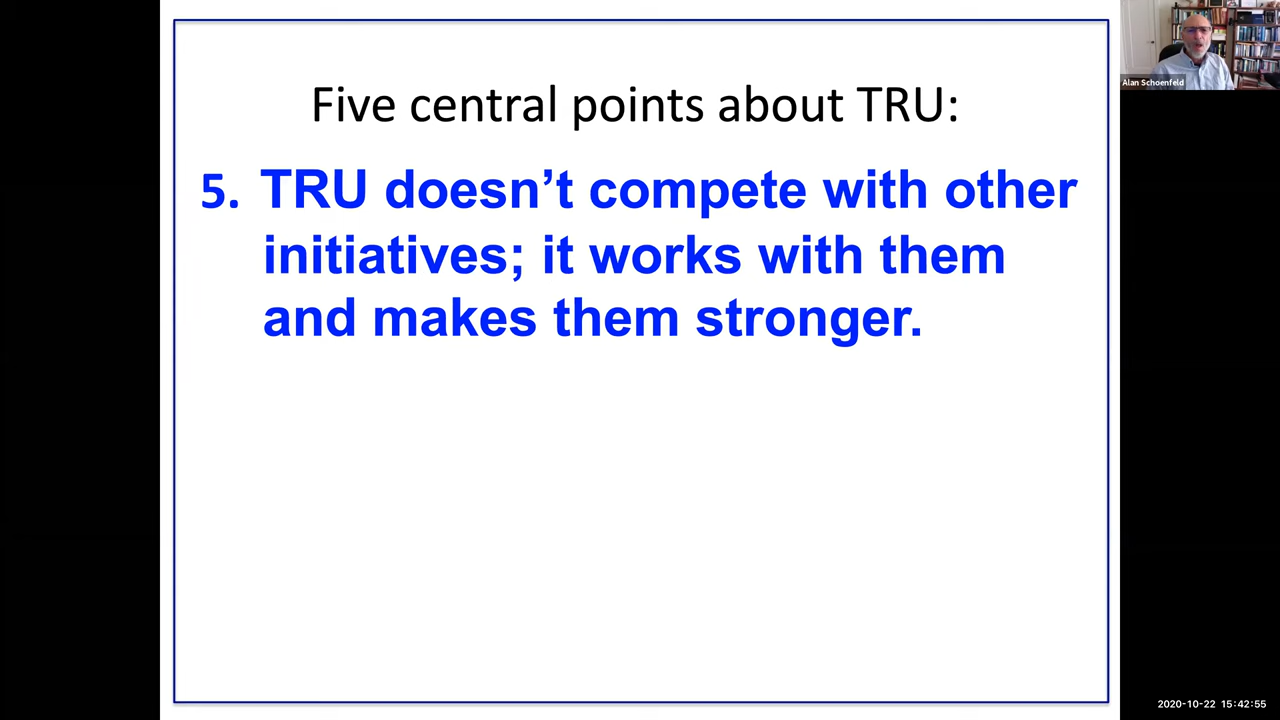 Five central points about TRU:
5. TRU doesn’t compete with other
initiatives; it works with them
and makes them stronger.
Alan Schoenfeld
2020-10-22 15:42:55